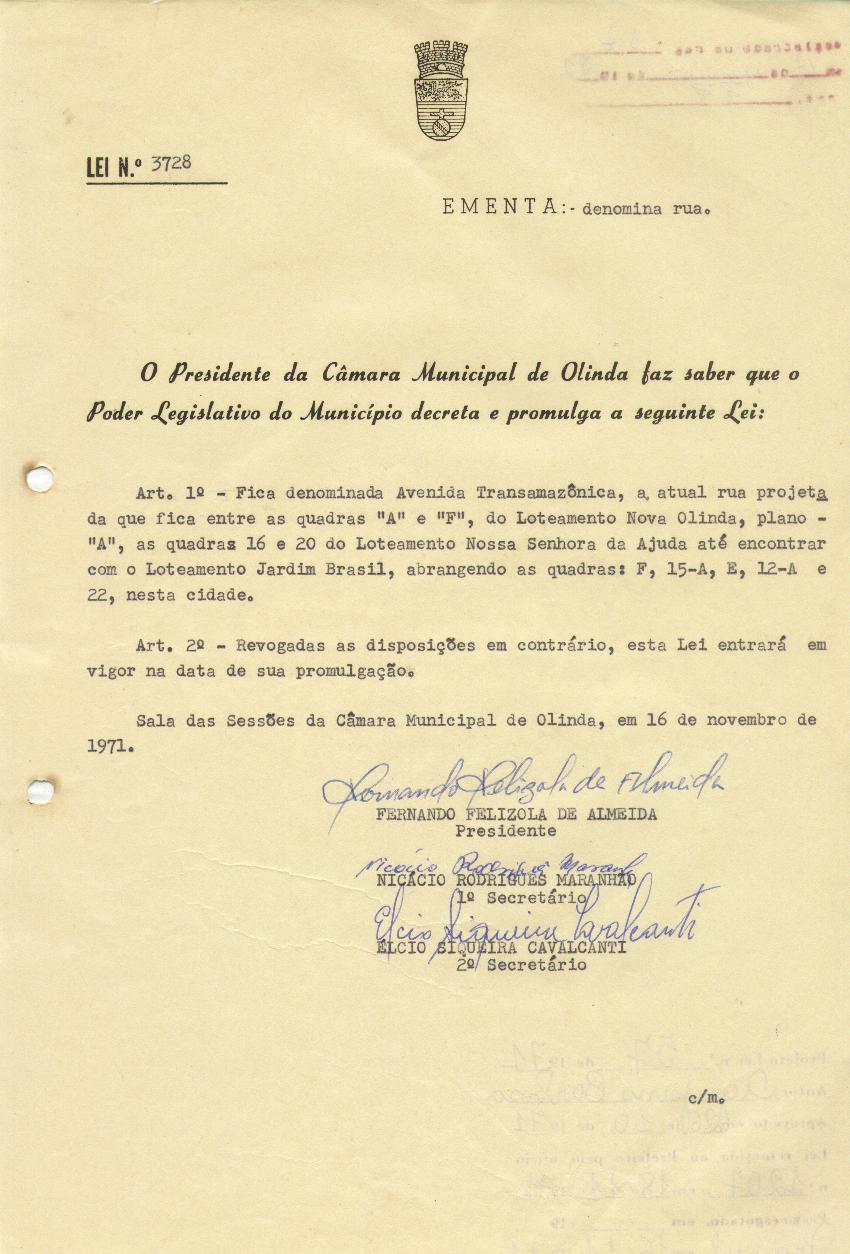 LEI N.º 3728
EMENTA:- denomina rua.
O Presidente da Câmara Municipal de Olinda faz saber que o
Poder Legislativo do Município decreta e promulga a seguinte Lei:
Art. 1º - Fica denominada Avenida Transamazônica, a atual rua projeta
da que fica entre as quadras "A" e "F", do Loteamento Nova Olinda, plano -
"A", as quadras 16 e 20 do Loteamento Nossa Senhora da Ajuda até encontrar
com o Loteamento Jardim Brasil, abrangendo as quadras: F, 15-A, E, 12-A e
22, nesta cidade.
Art. 2º - Revogadas as disposições em contrário, esta Lei entrará em
vigor na data de sua promulgação.
Sala das Sessões da Câmara Municipal de Olinda, em 16 de novembro de
1971.
Fernando Felizola de Almeida
FERNANDO FELIZOLA DE ALMEIDA
Presidente
Nicácio Rodrigues Maranhão
NICÁCIO RODRIGUES MARANHÃO
1º Secretário
Elcio Siqueira Cavalcanti
ELCIO SIQUEIRA CAVALCANTI
2º Secretário
c/m.